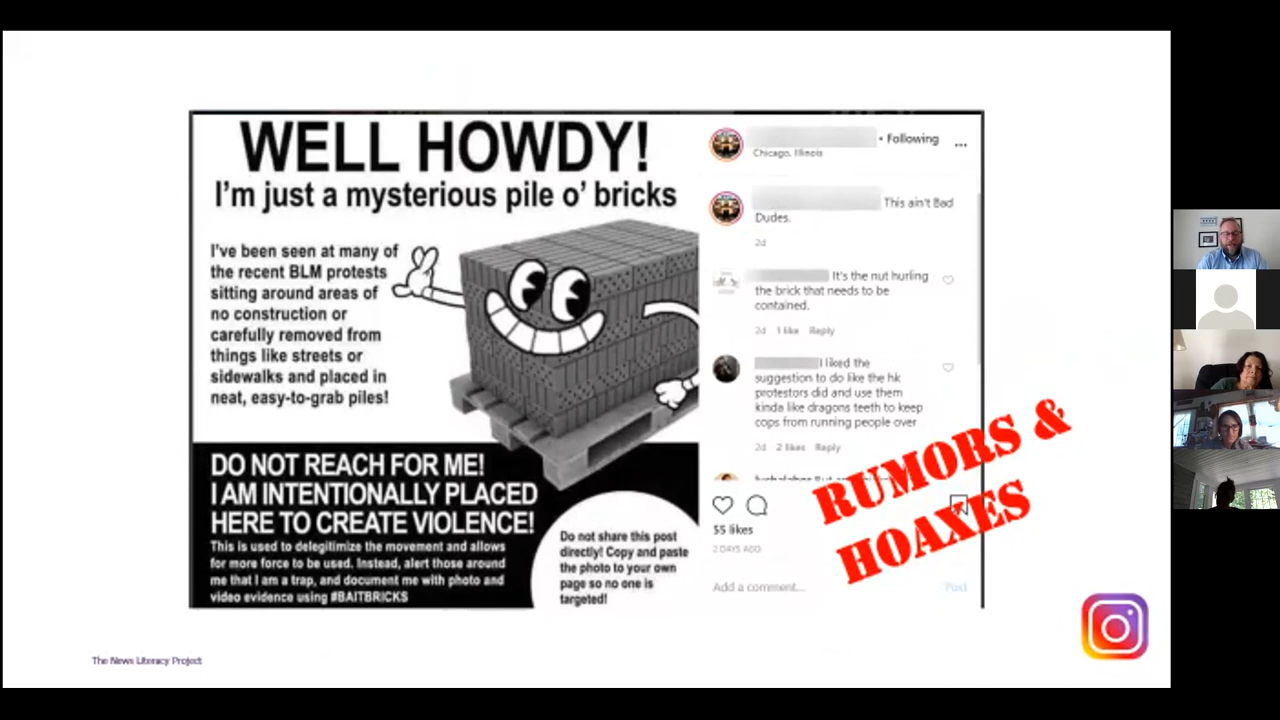 WELL HOWDY!
I'm just a mysterious pile o' bricks
I've been seen at many of
the recent BLM protests
sitting around areas of
no construction or
carefully removed from
things like streets or
sidewalks and placed in
neat, easy-to-grab piles!
DO NOT REACH FOR ME!
I AM INTENTIONALLY PLACED
HERE TO CREATE VIOLENCE!
This is used to delegitimize the movement and allows
for more force to be used. Instead, alert those around
me that I am a trap, and document me with photo and
video evidence using #BAITBRICKS
Do not share this post
directly! Copy and paste
the photo to your own
page so no one is
targeted!
• Following
Chicago, Illinois
...
This ain't Bad
Dudes.
2d
It's the nut hurling
the brick that needs to be
contained.
2d 1 like Reply
I liked the
suggestion to do like the hk
protestors did and use them
kinda like dragons teeth to keep
cops from running people over
2d 2 likes Reply
55 likes
2 DAYS AGO
Add a comment...
Post
RUMORS &
HOAXES
The News Literacy Project